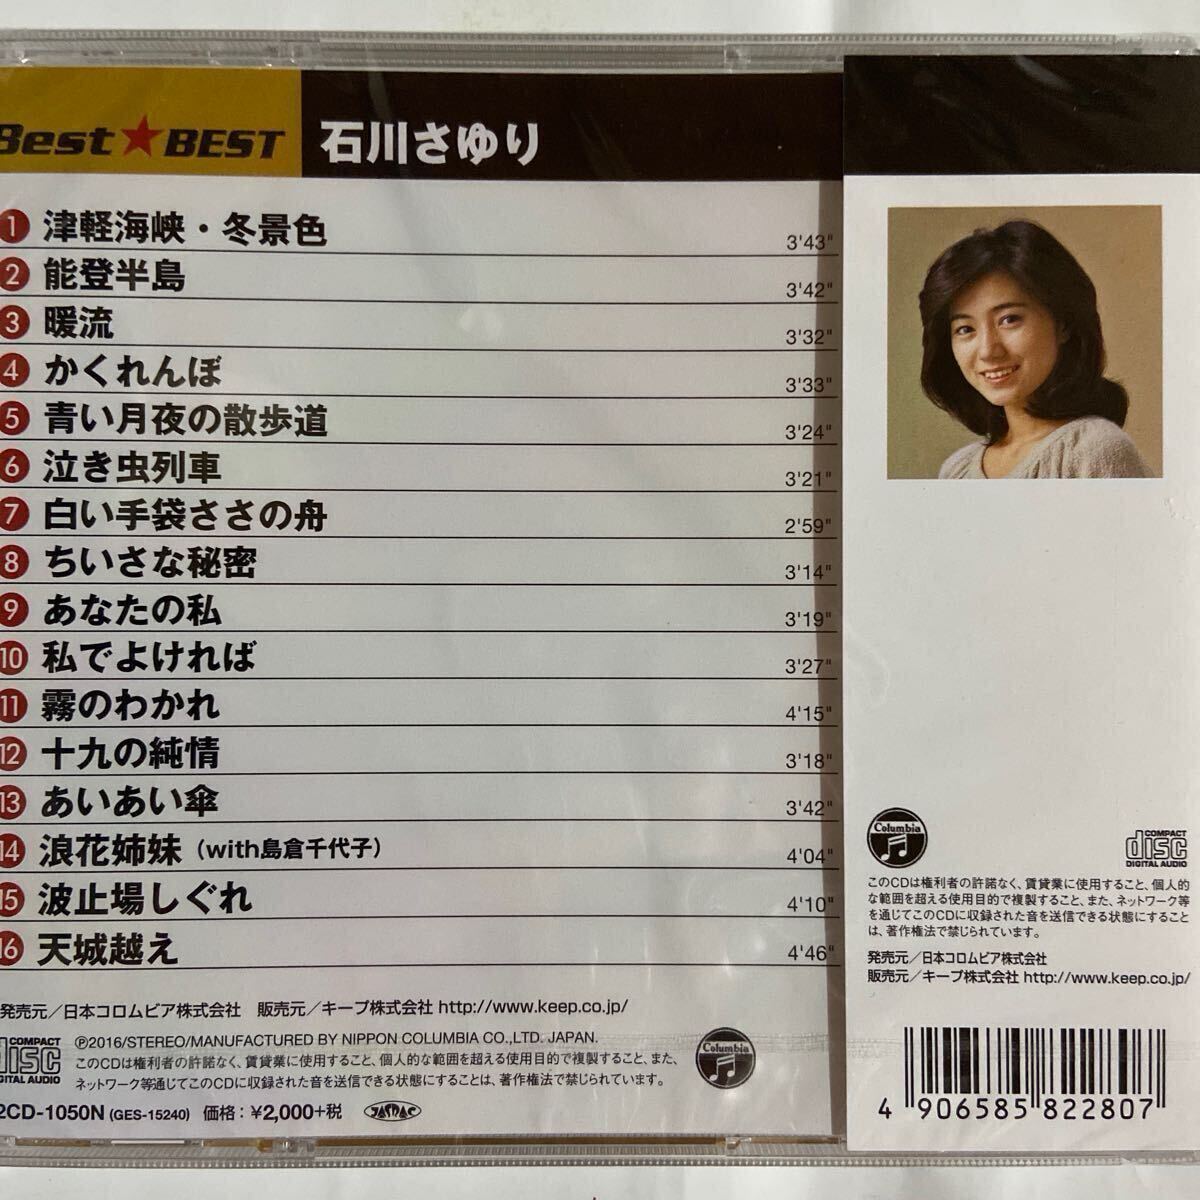 Best★BEST
石川さゆり
1 津軽海峡・冬景色 3'43"
2 能登半島 3'42"
3 暖流 3'32"
4 かくれんぼ 3'33"
5 青い月夜の散歩道 3'24"
6 泣き虫列車 3'21"
7 白い手袋ささの舟 2'59"
8 ちいさな秘密 3'14"
9 あなたの私 3'19"
10 私でよければ 3'27"
11 霧のわかれ 4'15"
12 十九の純情 3'18"
13 あいあい傘 3'42"
14 浪花姉妹（with島倉千代子） 4'04"
15 波止場しぐれ 4'10"
16 天城越え 4'46"
発売元／日本コロムビア株式会社 販売元／キープ株式会社 http://www.keep.co.jp/
COMPACT
disc
DIGITAL AUDIO
Ⓟ2016/STEREO/MANUFACTURED BY NIPPON COLUMBIA CO.,LTD. JAPAN.
このCDは権利者の許諾なく、賃貸業に使用すること、個人的な範囲を超える使用目的で複製すること、また、
ネットワーク等通じてこのCDに収録された音を送信できる状態にすることは、著作権法で禁じられています。
Columbia
2CD-1050N (GES-15240) 価格：¥2,000+税
JASRAC
Columbia
COMPACT
disc
DIGITAL AUDIO
このCDは権利者の許諾なく、賃貸業に使用すること、個人的
な範囲を超える使用目的で複製すること、また、ネットワーク等
を通じてこのCDに収録された音を送信できる状態にすること
は、著作権法で禁じられています。
発売元／日本コロムビア株式会社
販売元／キープ株式会社 http://www.keep.co.jp/
4 906585 822807